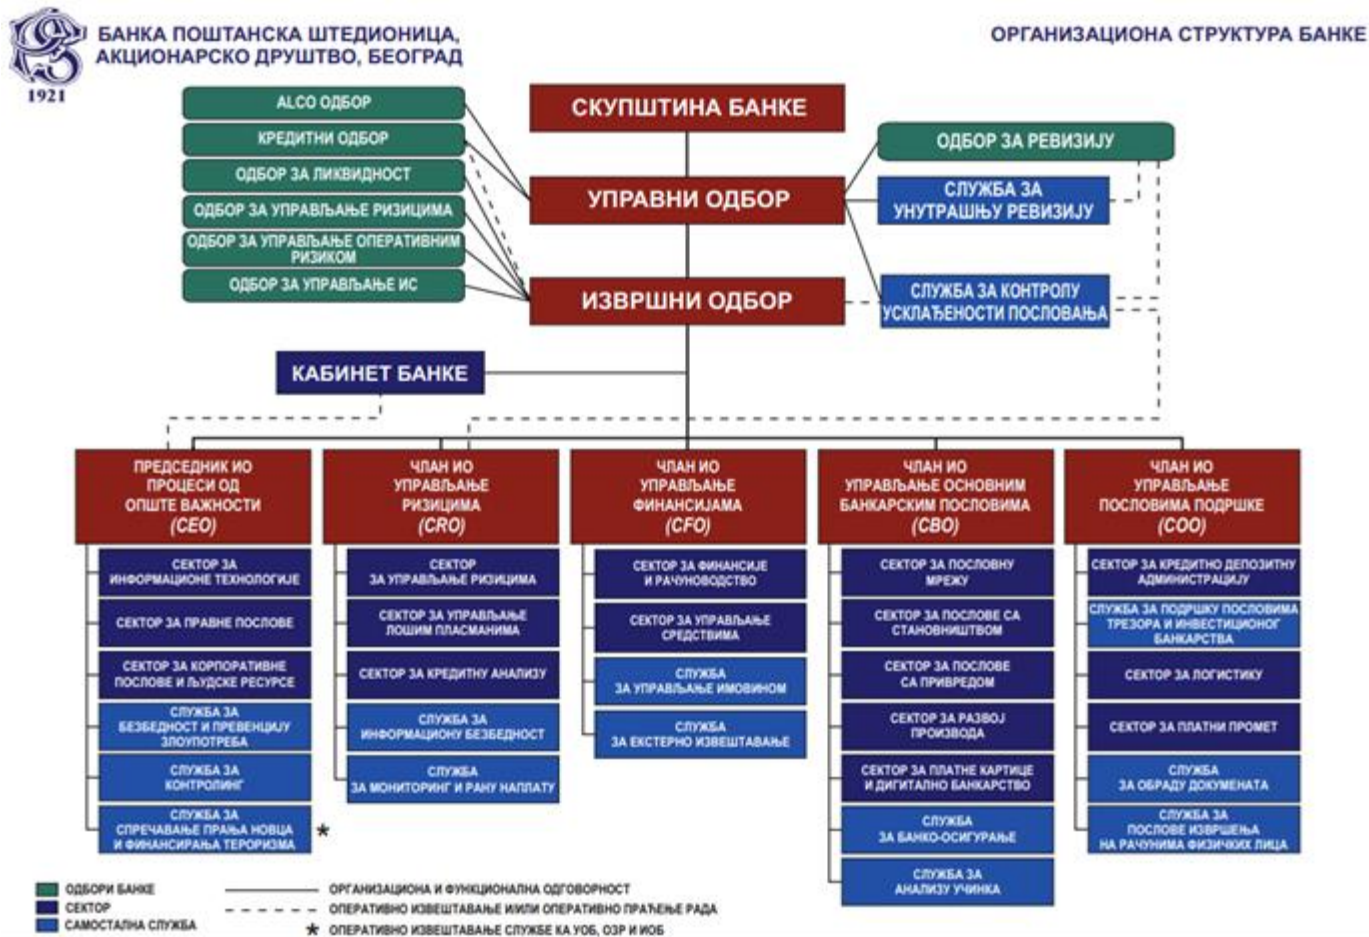 БАНКА ПОШТАНСКА ШТЕДИОНИЦА,
АКЦИОНАРСКО ДРУШТВО, БЕОГРАД
1921
ОРГАНИЗАЦИОНА СТРУКТУРА БАНКЕ
ALCO ОДБОР
КРЕДИТНИ ОДБОР
ОДБОР ЗА ЛИКВИДНОСТ
ОДБОР ЗА УПРАВЉАЊЕ РИЗИЦИМА
ОДБОР ЗА УПРАВЉАЊЕ ОПЕРАТИВНИМ
РИЗИКОМ
ОДБОР ЗА УПРАВЉАЊЕ ИС
СКУПШТИНА БАНКЕ
УПРАВНИ ОДБОР
ИЗВРШНИ ОДБОР
ОДБОР ЗА РЕВИЗИЈУ
СЛУЖБА ЗА
УНУТРАШЊУ РЕВИЗИЈУ
СЛУЖБА ЗА КОНТРОЛУ
УСКЛАЂЕНОСТИ ПОСЛОВАЊА
КАБИНЕТ БАНКЕ
ПРЕДСЕДНИК ИО
ПРОЦЕСИ ОД
ОПШТЕ ВАЖНОСТИ
(CEO)
СЕКТОР ЗА
ИНФОРМАЦИОНЕ ТЕХНОЛОГИЈЕ
СЕКТОР ЗА ПРАВНЕ ПОСЛОВЕ
СЕКТОР ЗА КОРПОРАТИВНЕ
ПОСЛОВЕ И ЉУДСКЕ РЕСУРСЕ
СЛУЖБА ЗА
БЕЗБЕДНОСТ И ПРЕВЕНЦИЈУ
ЗЛОУПОТРЕБА
СЛУЖБА ЗА
КОНТРОЛИНГ
СЛУЖБА ЗА
СПРЕЧАВАЊЕ ПРАЊА НОВЦА
И ФИНАНСИРАЊА ТЕРОРИЗМА
*
ЧЛАН ИО
УПРАВЉАЊЕ
РИЗИЦИМА
(CRO)
СЕКТОР
ЗА УПРАВЉАЊЕ РИЗИЦИМА
СЕКТОР ЗА УПРАВЉАЊЕ
ЛОШИМ ПЛАСМАНИМА
СЕКТОР ЗА КРЕДИТНУ АНАЛИЗУ
СЛУЖБА ЗА
ИНФОРМАЦИОНУ БЕЗБЕДНОСТ
СЛУЖБА
ЗА МОНИТОРИНГ И РАНУ НАПЛАТУ
ЧЛАН ИО
УПРАВЉАЊЕ
ФИНАНСИЈАМА
(CFO)
СЕКТОР ЗА ФИНАНСИЈЕ
И РАЧУНОВОДСТВО
СЕКТОР ЗА УПРАВЉАЊЕ
СРЕДСТВИМА
СЛУЖБА
ЗА УПРАВЉАЊЕ ИМОВИНОМ
СЛУЖБА
ЗА ЕКСТЕРНО ИЗВЕШТАВАЊЕ
ЧЛАН ИО
УПРАВЉАЊЕ ОСНОВНИМ
БАНКАРСКИМ ПОСЛОВИМА
(CBO)
СЕКТОР ЗА ПОСЛОВНУ
МРЕЖУ
СЕКТОР ЗА ПОСЛОВЕ СА
СТАНОВНИШТВОМ
СЕКТОР ЗА ПОСЛОВЕ
СА ПРИВРЕДОМ
СЕКТОР ЗА РАЗВОЈ
ПРОИЗВОДА
СЕКТОР ЗА ПЛАТНЕ КАРТИЦЕ
И ДИГИТАЛНО БАНКАРСТВО
СЛУЖБА
ЗА БАНКО-ОСИГУРАЊЕ
СЛУЖБА ЗА
АНАЛИЗУ УЧИНКА
ЧЛАН ИО
УПРАВЉАЊЕ
ПОСЛОВИМА ПОДРШКЕ
(COO)
СЕКТОР ЗА КРЕДИТНО ДЕПОЗИТНУ
АДМИНИСТРАЦИЈУ
СЛУЖБА ЗА ПОДРШКУ ПОСЛОВИМА
ТРЕЗОРА И ИНВЕСТИЦИОНОГ
БАНКАРСТВА
СЕКТОР ЗА ЛОГИСТИКУ
СЕКТОР ЗА ПЛАТНИ ПРОМЕТ
СЛУЖБА
ЗА ОБРАДУ ДОКУМЕНАТА
СЛУЖБА ЗА
ПОСЛОВЕ ИЗВРШЕЊА
НА РАЧУНИМА ФИЗИЧКИХ ЛИЦА
ОДБОРИ БАНКЕ
СЕКТОР
САМОСТАЛНА СЛУЖБА
ОРГАНИЗАЦИОНА И ФУНКЦИОНАЛНА ОДГОВОРНОСТ
ОПЕРАТИВНО ИЗВЕШТАВАЊЕ И/ИЛИ ОПЕРАТИВНО ПРАЋЕЊЕ РАДА
* ОПЕРАТИВНО ИЗВЕШТАВАЊЕ СЛУЖБЕ КА УОБ, ОЗР И ИОБ